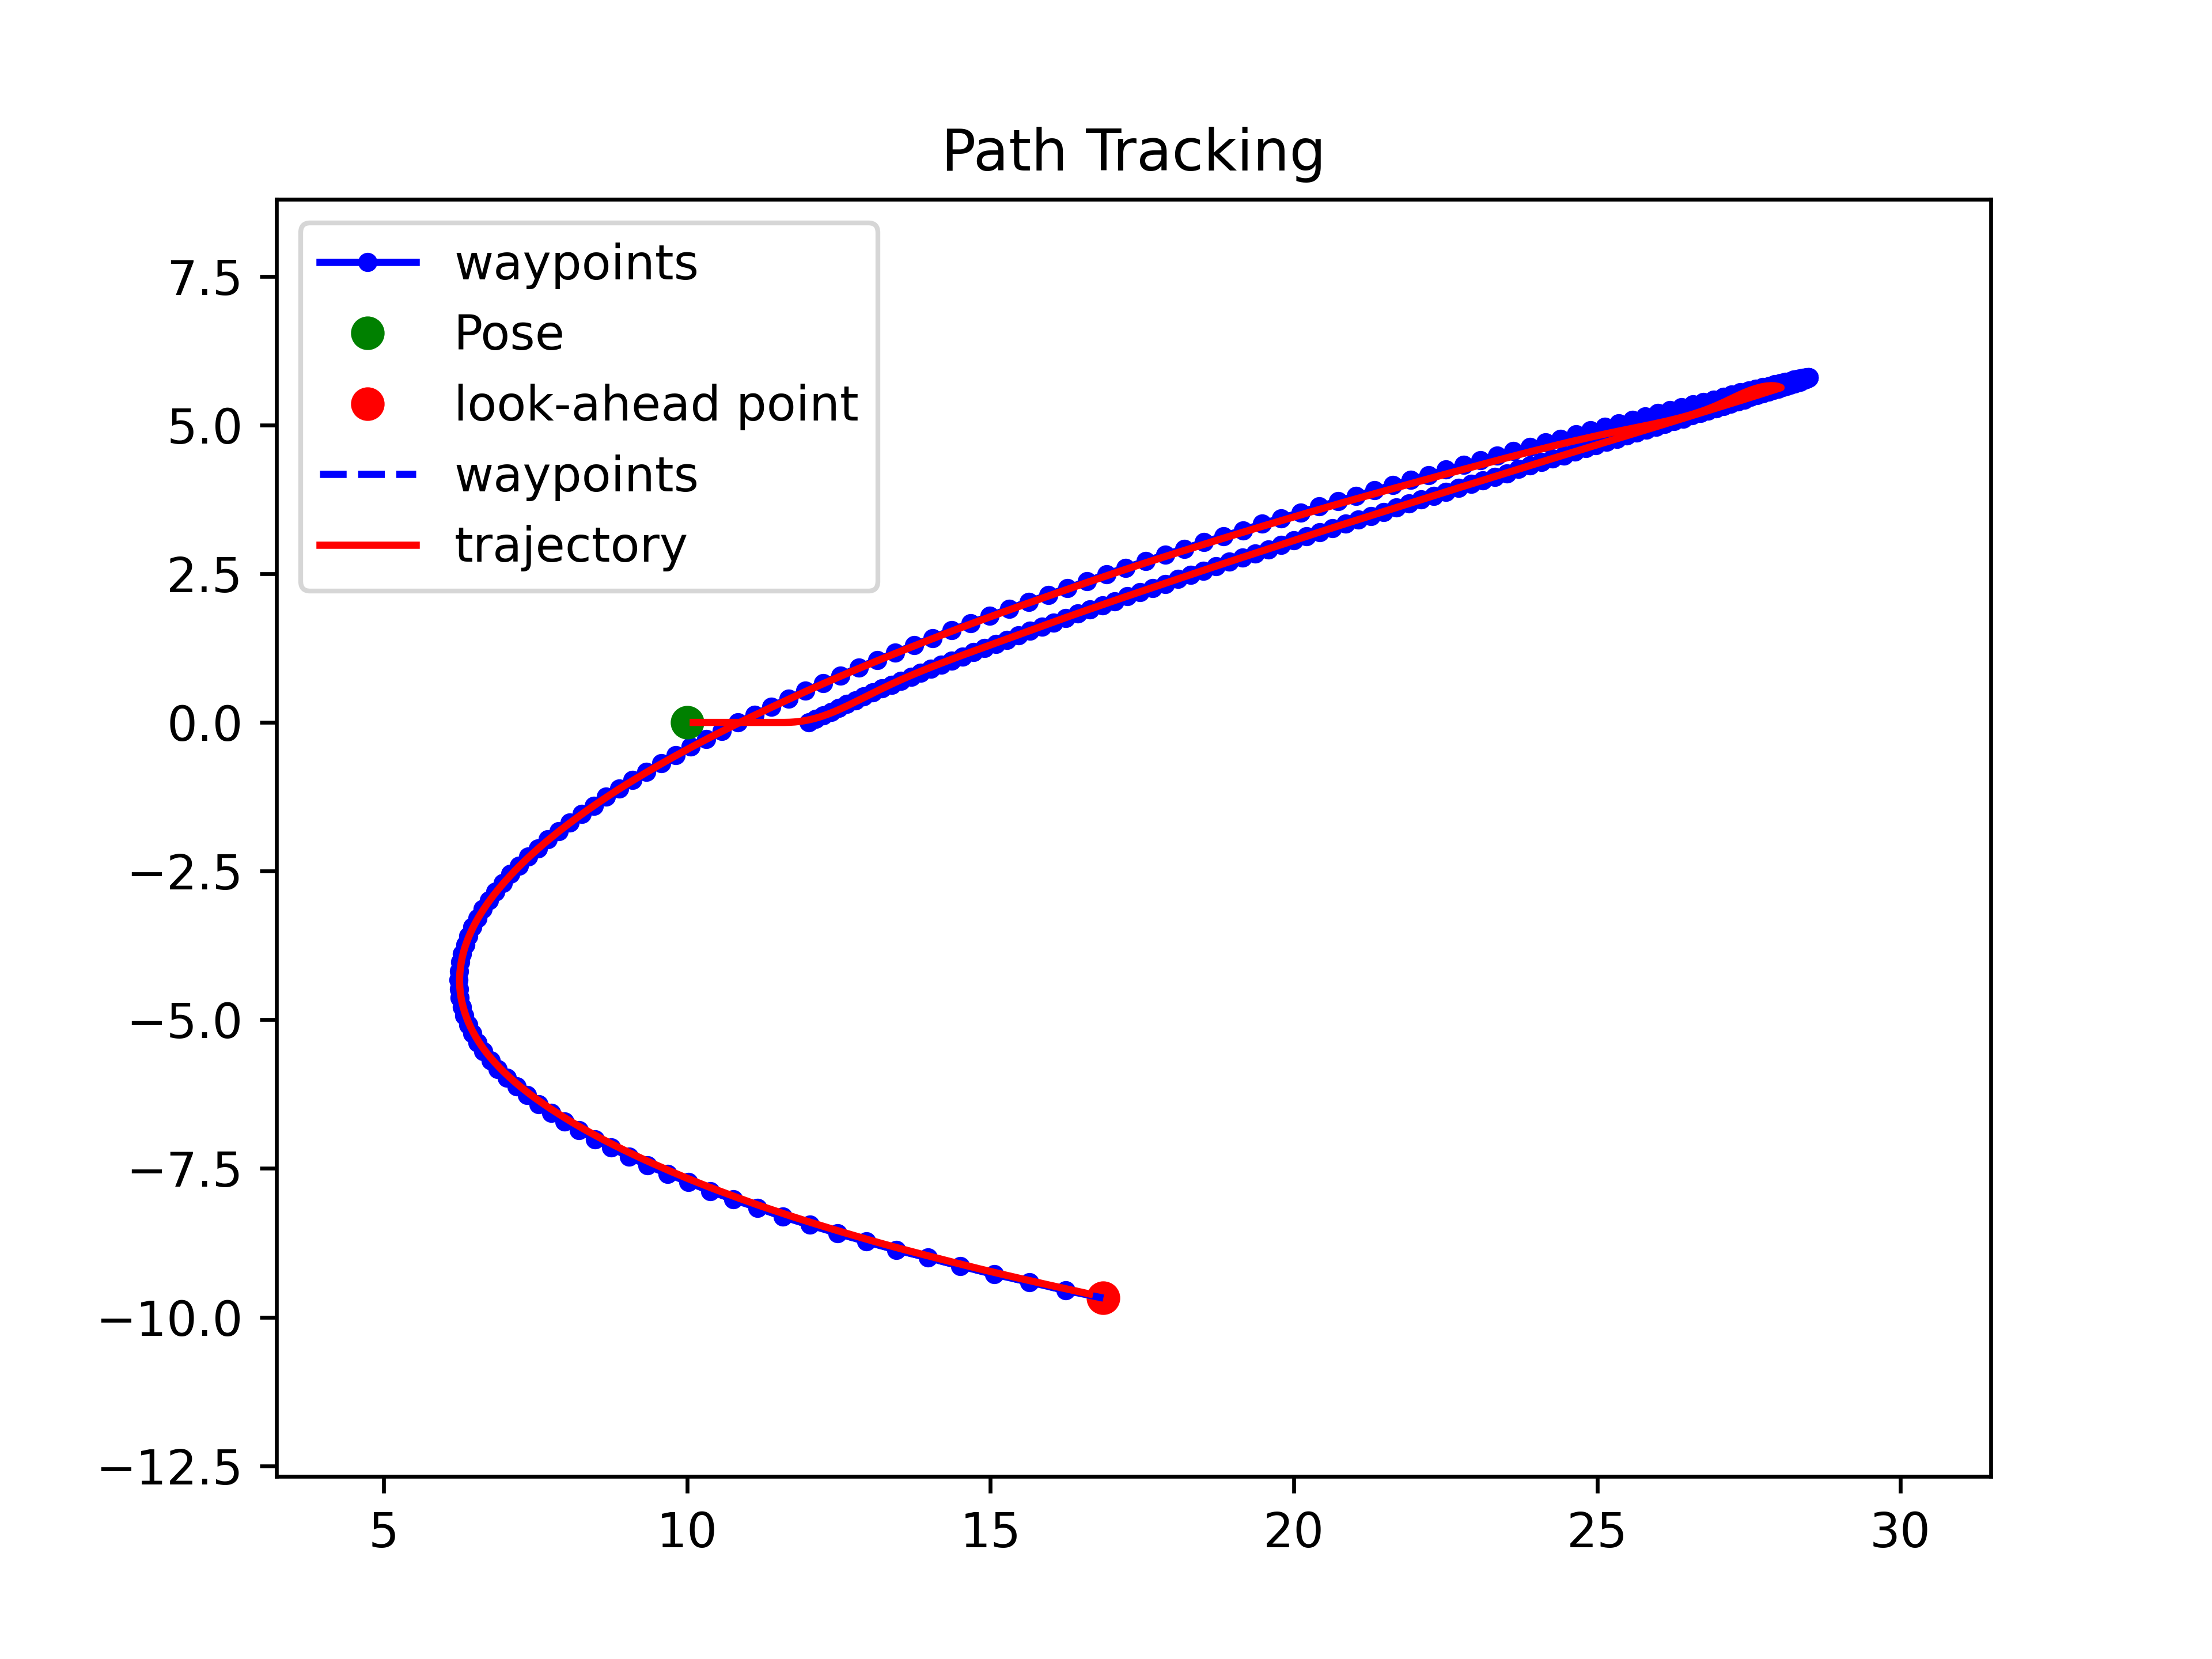 Path Tracking
waypoints
Pose
look-ahead point
waypoints
trajectory
7.5
5.0
2.5
0.0
−2.5
−5.0
−7.5
−10.0
−12.5
5 10 15 20 25 30